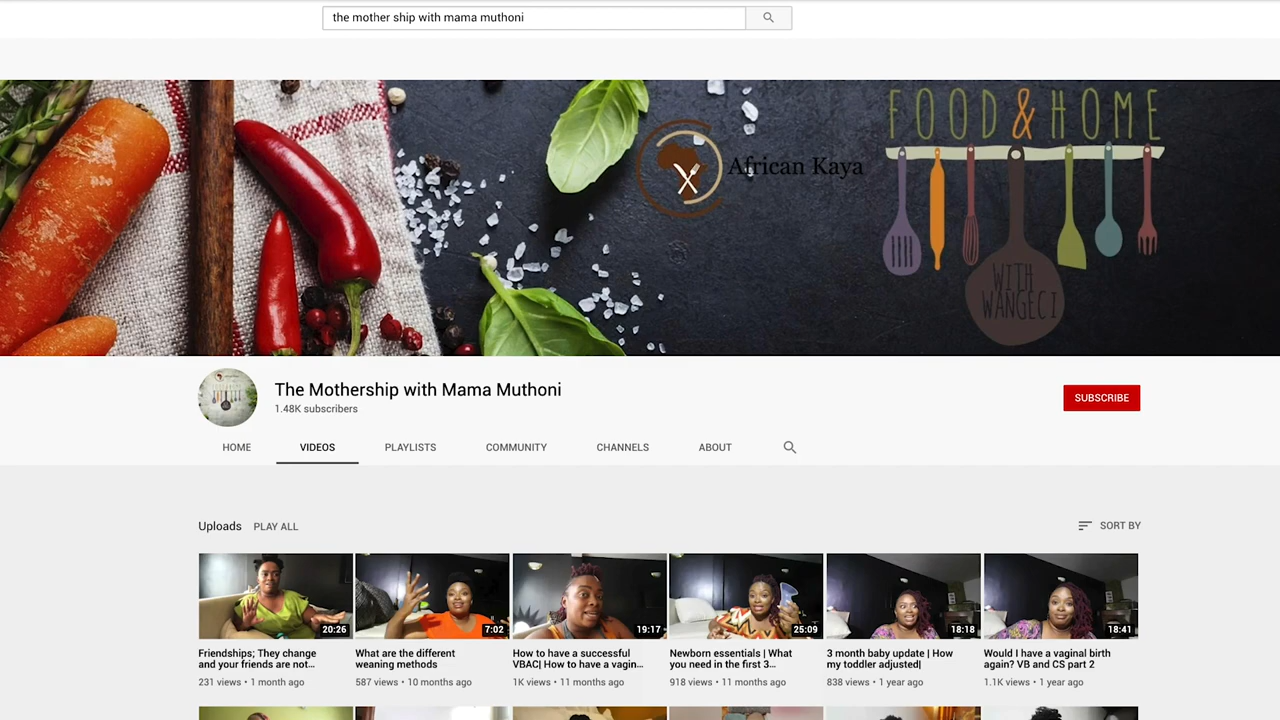 the mother ship with mama muthoni
FOOD & HOME
African Kaya
WITH
WANGECI
The Mothership with Mama Muthoni
1.48K subscribers
SUBSCRIBE
HOME
VIDEOS
PLAYLISTS
COMMUNITY
CHANNELS
ABOUT
Uploads
PLAY ALL
SORT BY
20:26
7:02
19:17
25:09
18:18
18:41
Friendships; They change
and your friends are not...
231 views • 1 month ago
What are the different
weaning methods
587 views • 10 months ago
How to have a successful
VBAC| How to have a vagin...
1K views • 11 months ago
Newborn essentials | What
you need in the first 3...
918 views • 11 months ago
3 month baby update | How
my toddler adjusted|
838 views • 1 year ago
Would I have a vaginal birth
again? VB and CS part 2
1.1K views • 1 year ago